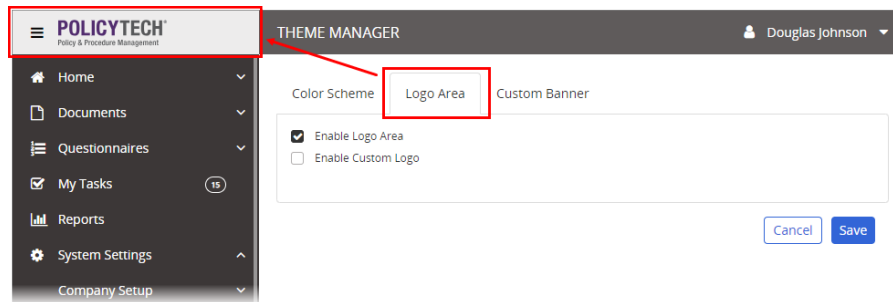 POLICYTECH
Policy & Procedure Management
THEME MANAGER
Douglas Johnson
Home
Documents
Questionnaires
My Tasks
15
Reports
System Settings
Company Setup
Color Scheme
Logo Area
Custom Banner
Enable Logo Area
Enable Custom Logo
Cancel
Save